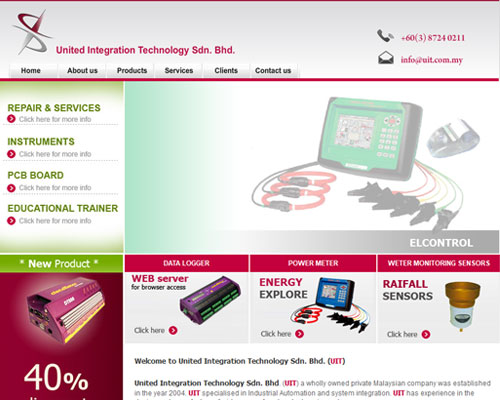 United Integration Technology Sdn. Bhd.
+60(3) 8724 0211
info@uit.com.my
Home About us Products Services Clients Contact us
REPAIR & SERVICES
Click here for more info
INSTRUMENTS
Click here for more info
PCB BOARD
Click here for more info
EDUCATIONAL TRAINER
Click here for more info
ELCONTROL
* New Product *
40%
DATA LOGGER
WEB server
for browser access
Click here
POWER METER
ENERGY
EXPLORE
Click here
WETER MONITORING SENSORS
RAIFALL
SENSORS
Click here
Welcome to United Integration Technology Sdn. Bhd. (UIT)
United Integration Technology Sdn. Bhd (UIT) a wholly owned private Malaysian company was established
in the year 2004. UIT specialised in Industrial Automation and system integration. UIT has experience in the